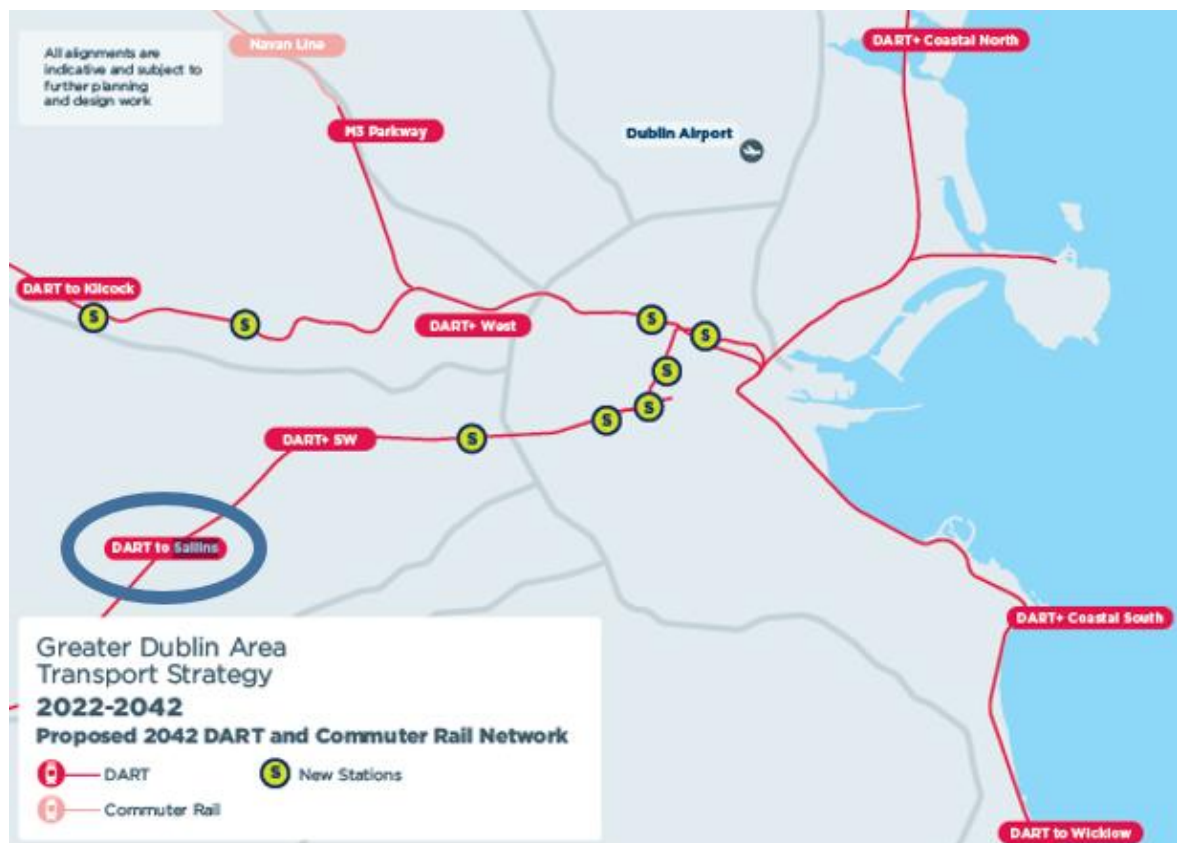 All alignments are
indicative and subject to
further planning
and design work
Navan Line
DART+ Coastal North
M3 Parkway
Dublin Airport
DART to Kilcock
S
S
DART+ West
S
S
S
S
S
S
DART+ SW
DART to Sallins
DART+ Coastal South
DART to Wicklow
Greater Dublin Area
Transport Strategy
2022-2042
Proposed 2042 DART and Commuter Rail Network
DART
S New Stations
Commuter Rail